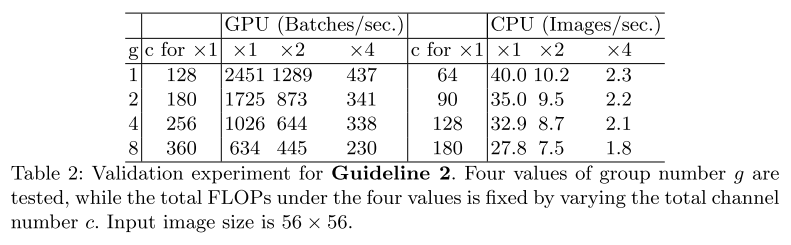 GPU (Batches/sec.) CPU (Images/sec.)
g c for ×1 ×1 ×2 ×4 c for ×1 ×1 ×2 ×4
1 128 2451 1289 437 64 40.0 10.2 2.3
2 180 1725 873 341 90 35.0 9.5 2.2
4 256 1026 644 338 128 32.9 8.7 2.1
8 360 634 445 230 180 27.8 7.5 1.8
Table 2: Validation experiment for Guideline 2. Four values of group number g are
tested, while the total FLOPs under the four values is fixed by varying the total channel
number c. Input image size is 56 × 56.